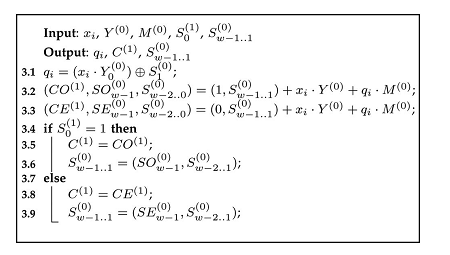 Input: x_i, Y^(0), M^(0), S_0^(1), S_{w-1..1}^(0)
Output: q_i, C^(1), S_{w-1..1}^(0)
3.1 q_i = (x_i · Y_0^(0)) ⊕ S_1^(0);
3.2 (CO^(1), SO_{w-1}^(0), S_{w-2..0}^(0)) = (1, S_{w-1..1}^(0)) + x_i · Y^(0) + q_i · M^(0);
3.3 (CE^(1), SE_{w-1}^(0), S_{w-2..0}^(0)) = (0, S_{w-1..1}^(0)) + x_i · Y^(0) + q_i · M^(0);
3.4 if S_0^(1) = 1 then
3.5 C^(1) = CO^(1);
3.6 S_{w-1..1}^(0) = (SO_{w-1}^(0), S_{w-2..1}^(0));
3.7 else
3.8 C^(1) = CE^(1);
3.9 S_{w-1..1}^(0) = (SE_{w-1}^(0), S_{w-2..1}^(0));